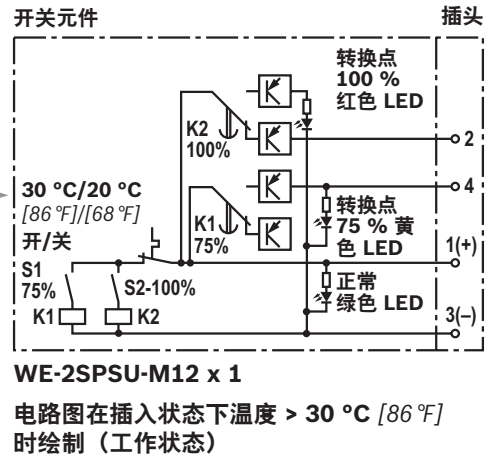 开关元件
插头
转换点
100 %
红色 LED
K2
100%
2
4
30 °C/20 °C
[86 °F]/[68 °F]
开/关
K1
75%
转换点
75 % 黄
色 LED
1(+)
S1
75%
S2-100%
正常
绿色 LED
K1
K2
3(–)
WE-2SPSU-M12 x 1
电路图在插入状态下温度 > 30 °C [86 °F]
时绘制（工作状态）